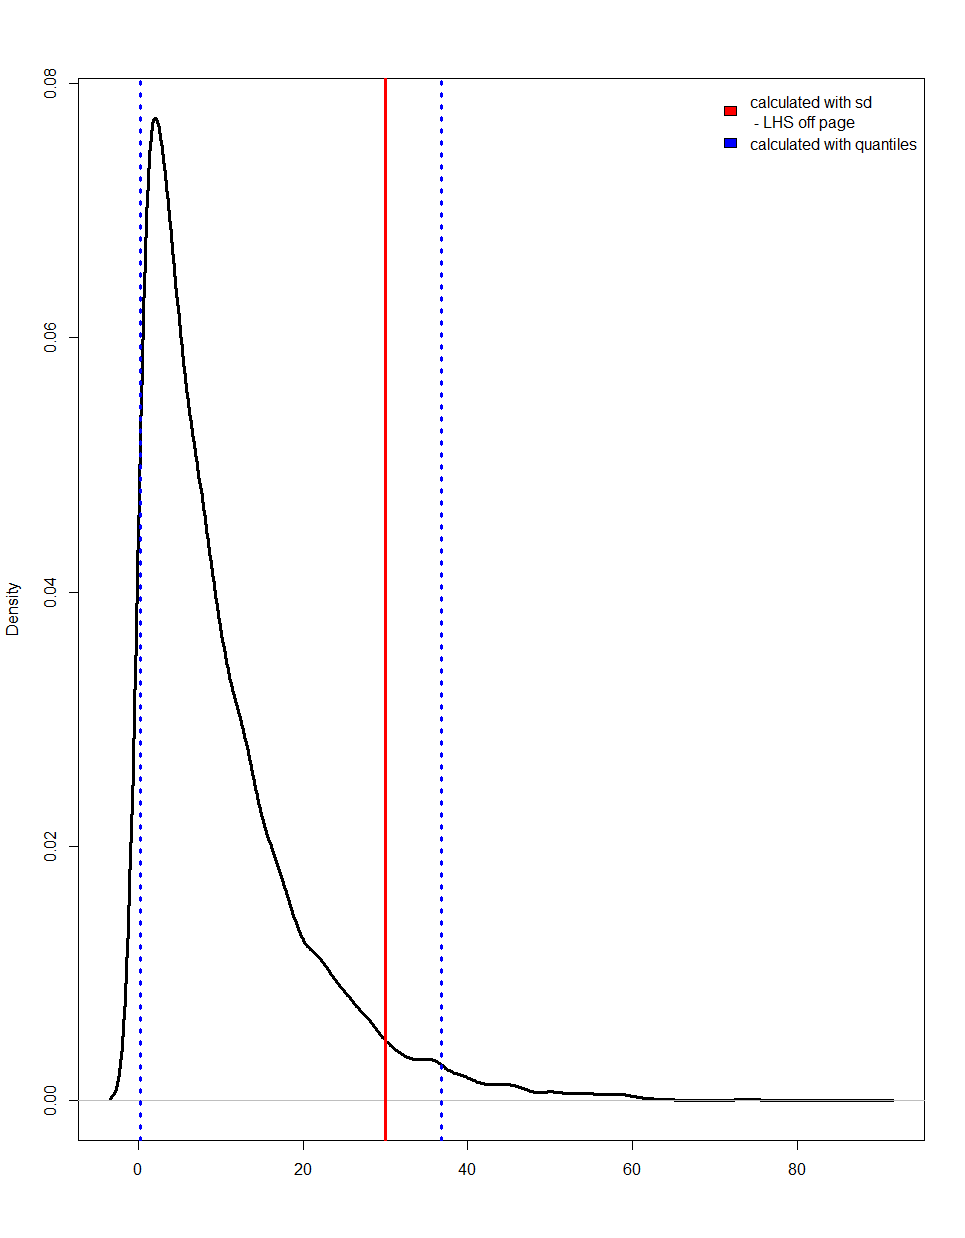 0.08
calculated with sd
- LHS off page
calculated with quantiles
0.06
0.04
Density
0.02
0.00
0 20 40 60 80